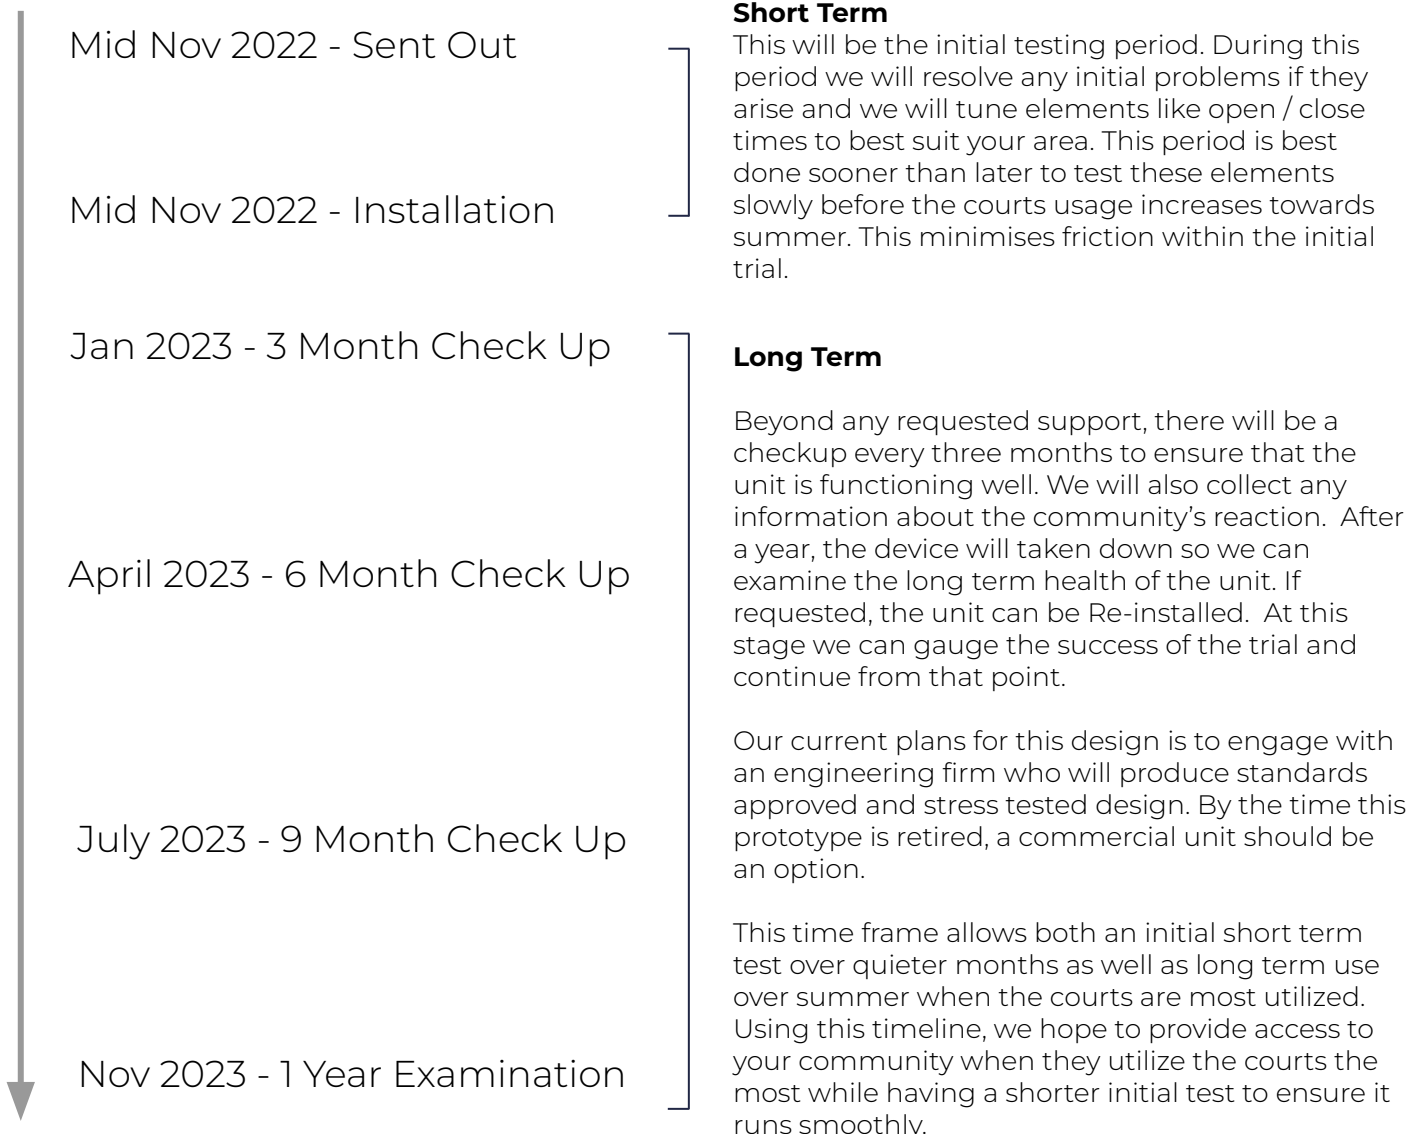 Mid Nov 2022 - Sent Out
Mid Nov 2022 - Installation
Jan 2023 - 3 Month Check Up
April 2023 - 6 Month Check Up
July 2023 - 9 Month Check Up
Nov 2023 - 1 Year Examination
Short Term
This will be the initial testing period. During this
period we will resolve any initial problems if they
arise and we will tune elements like open / close
times to best suit your area. This period is best
done sooner than later to test these elements
slowly before the courts usage increases towards
summer. This minimises friction within the initial
trial.
Long Term
Beyond any requested support, there will be a
checkup every three months to ensure that the
unit is functioning well. We will also collect any
information about the community’s reaction.  After
a year, the device will taken down so we can
examine the long term health of the unit. If
requested, the unit can be Re-installed.  At this
stage we can gauge the success of the trial and
continue from that point.
Our current plans for this design is to engage with
an engineering firm who will produce standards
approved and stress tested design. By the time this
prototype is retired, a commercial unit should be
an option.
This time frame allows both an initial short term
test over quieter months as well as long term use
over summer when the courts are most utilized.
Using this timeline, we hope to provide access to
your community when they utilize the courts the
most while having a shorter initial test to ensure it
runs smoothly.